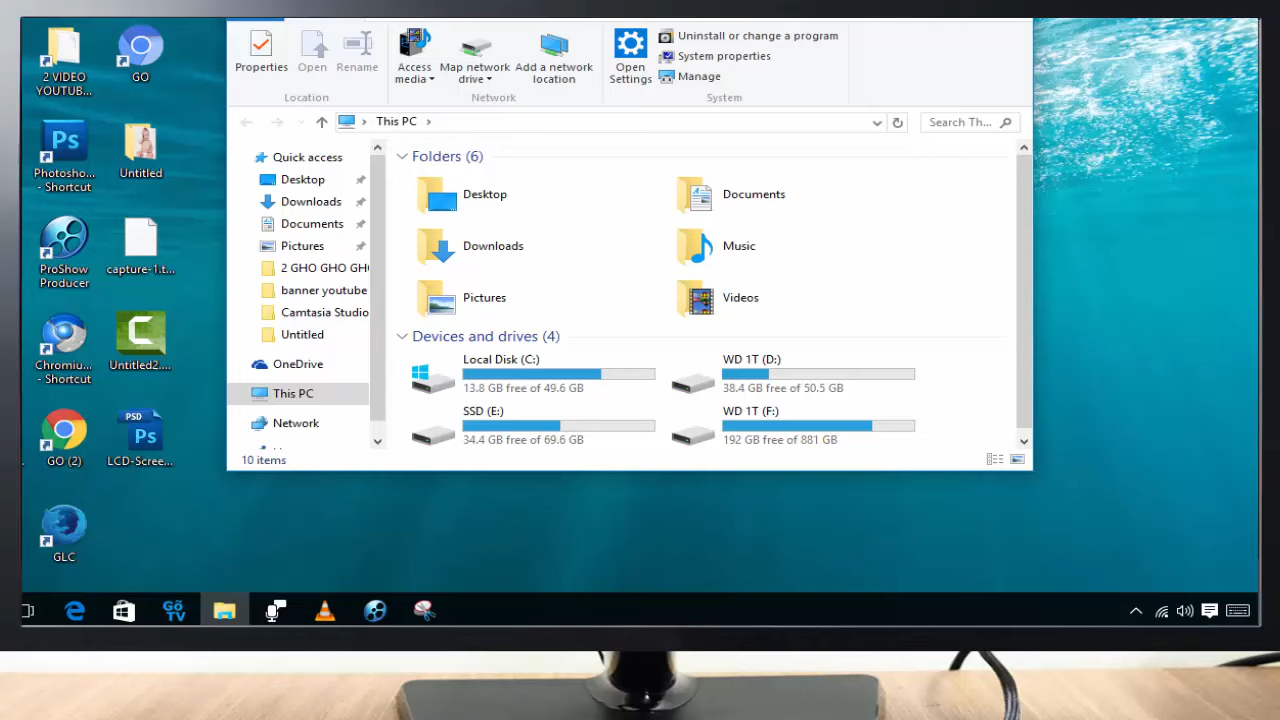 2 VIDEO
YOUTUB...
GO
Photosho...
- Shortcut
Untitled
ProShow
Producer
capture-1.t...
Chromiu...
- Shortcut
Untitled2....
GO (2)
PSD
Ps
LCD-Scree...
GLC
Ps
C
Properties
Open
Rename
Location
Access
media
Map network
drive
Add a network
location
Network
Open
Settings
Uninstall or change a program
System properties
Manage
System
This PC
Search Th...
Quick access
Desktop
Downloads
Documents
Pictures
2 GHO GHO GH
banner youtube
Camtasia Studio
Untitled
OneDrive
This PC
Network
Folders (6)
Desktop
Documents
Downloads
Music
Pictures
Videos
Devices and drives (4)
Local Disk (C:)
13.8 GB free of 49.6 GB
WD 1T (D:)
38.4 GB free of 50.5 GB
SSD (E:)
34.4 GB free of 69.6 GB
WD 1T (F:)
192 GB free of 881 GB
10 items
Gõ
TV